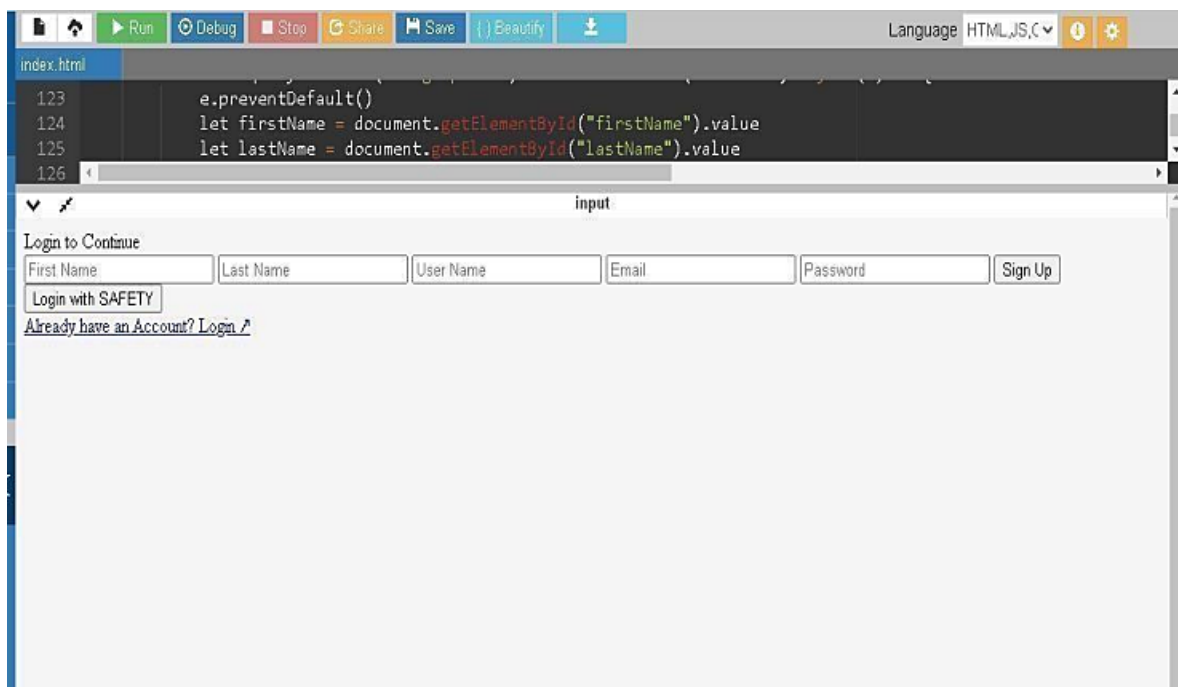 Run Debug Stop Share Save { } Beautify Language HTML,JS,C
index.html
123 e.preventDefault()
124 let firstName = document.getElementById("firstName").value
125 let lastName = document.getElementById("lastName").value
126
input
Login to Continue
First Name Last Name User Name Email Password Sign Up
Login with SAFETY
Already have an Account? Login ↗